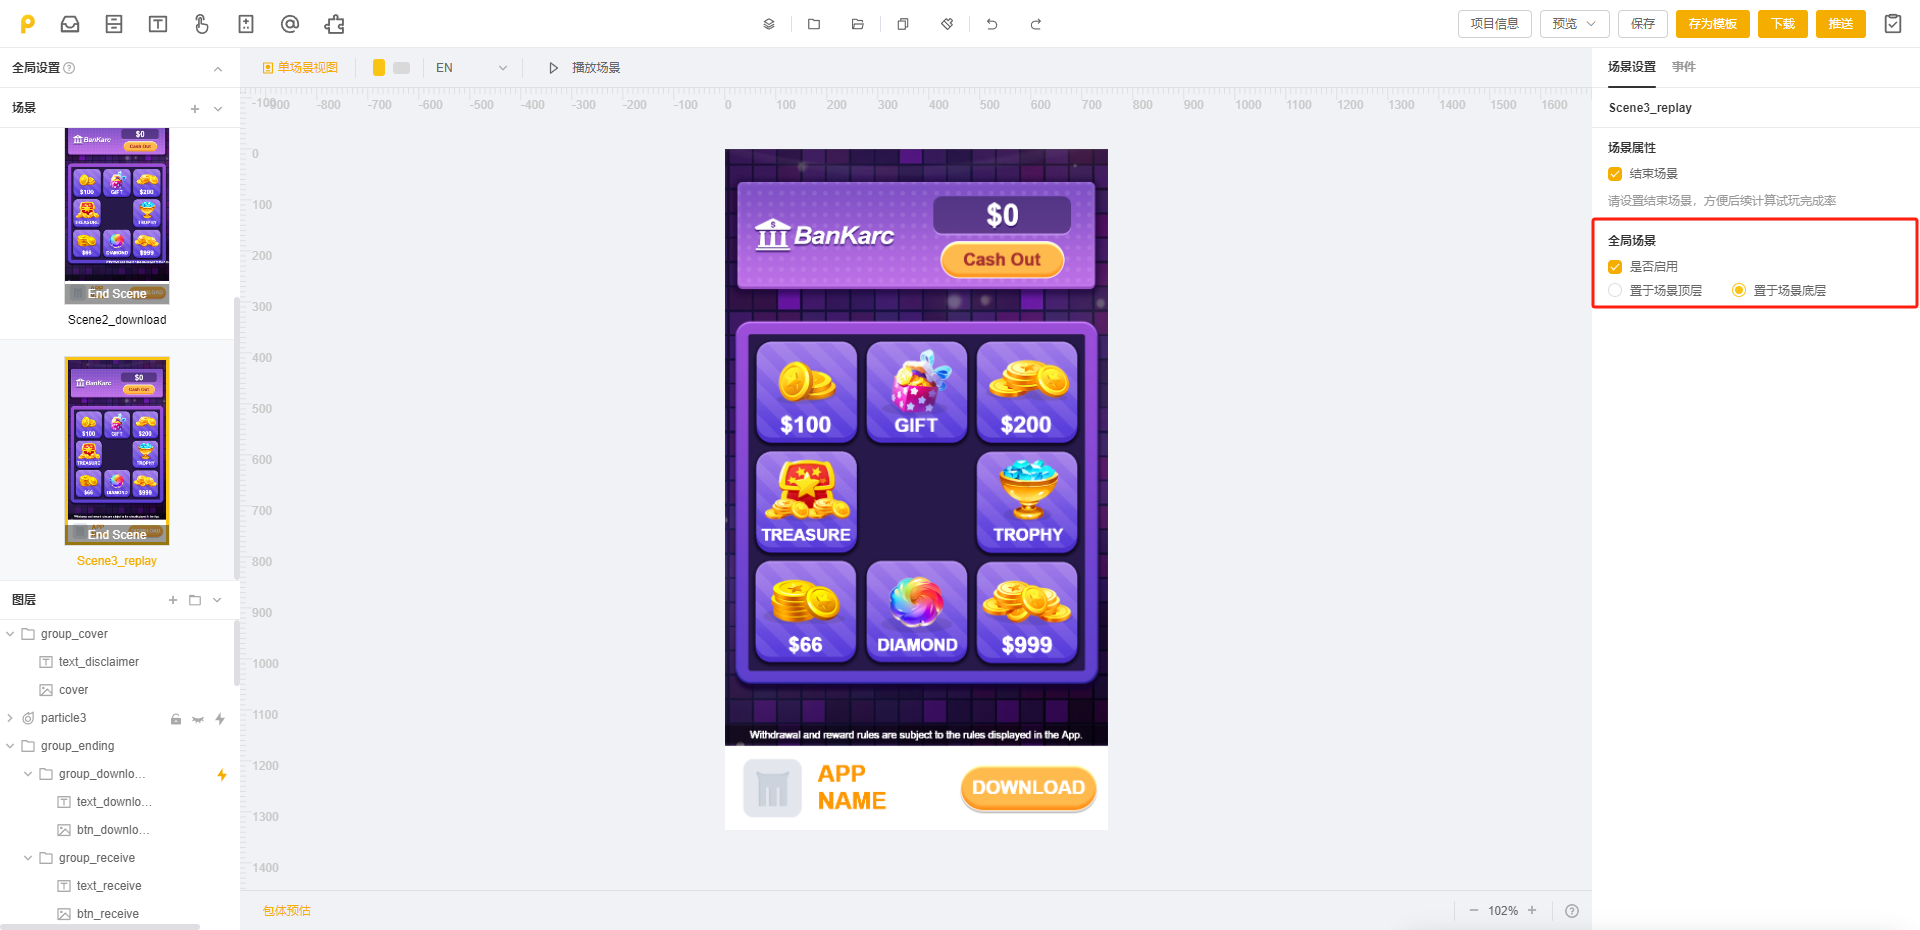 项目信息
预览
保存
存为模板
下载
推送
全局设置
场景
$0
BanKarc
Cash Out
$100
GIFT
$200
TREASURE
TROPHY
$66
DIAMOND
$999
End Scene
Scene2_download
$0
BanKarc
Cash Out
$100
GIFT
$200
TREASURE
TROPHY
$66
DIAMOND
$999
End Scene
Scene3_replay
图层
group_cover
text_disclaimer
cover
particle3
group_ending
group_downlo...
text_downlo...
btn_downlo...
group_receive
text_receive
btn_receive
单场景视图
EN
播放场景
-800 -700 -600 -500 -400 -300 -200 -100 0 100 200 300 400 500 600 700 800 900 1000 1100 1200 1300 1400 1500 1600
0
100
200
300
400
500
600
700
800
900
1000
1100
1200
1300
1400
$0
BanKarc
Cash Out
$100
GIFT
$200
TREASURE
TROPHY
$66
DIAMOND
$999
Withdrawal and reward rules are subject to the rules displayed in the App.
APP
NAME
DOWNLOAD
包体预估
102%
场景设置 事件
Scene3_replay
场景属性
结束场景
请设置结束场景，方便后续计算试玩完成率
全局场景
是否启用
置于场景顶层 置于场景底层